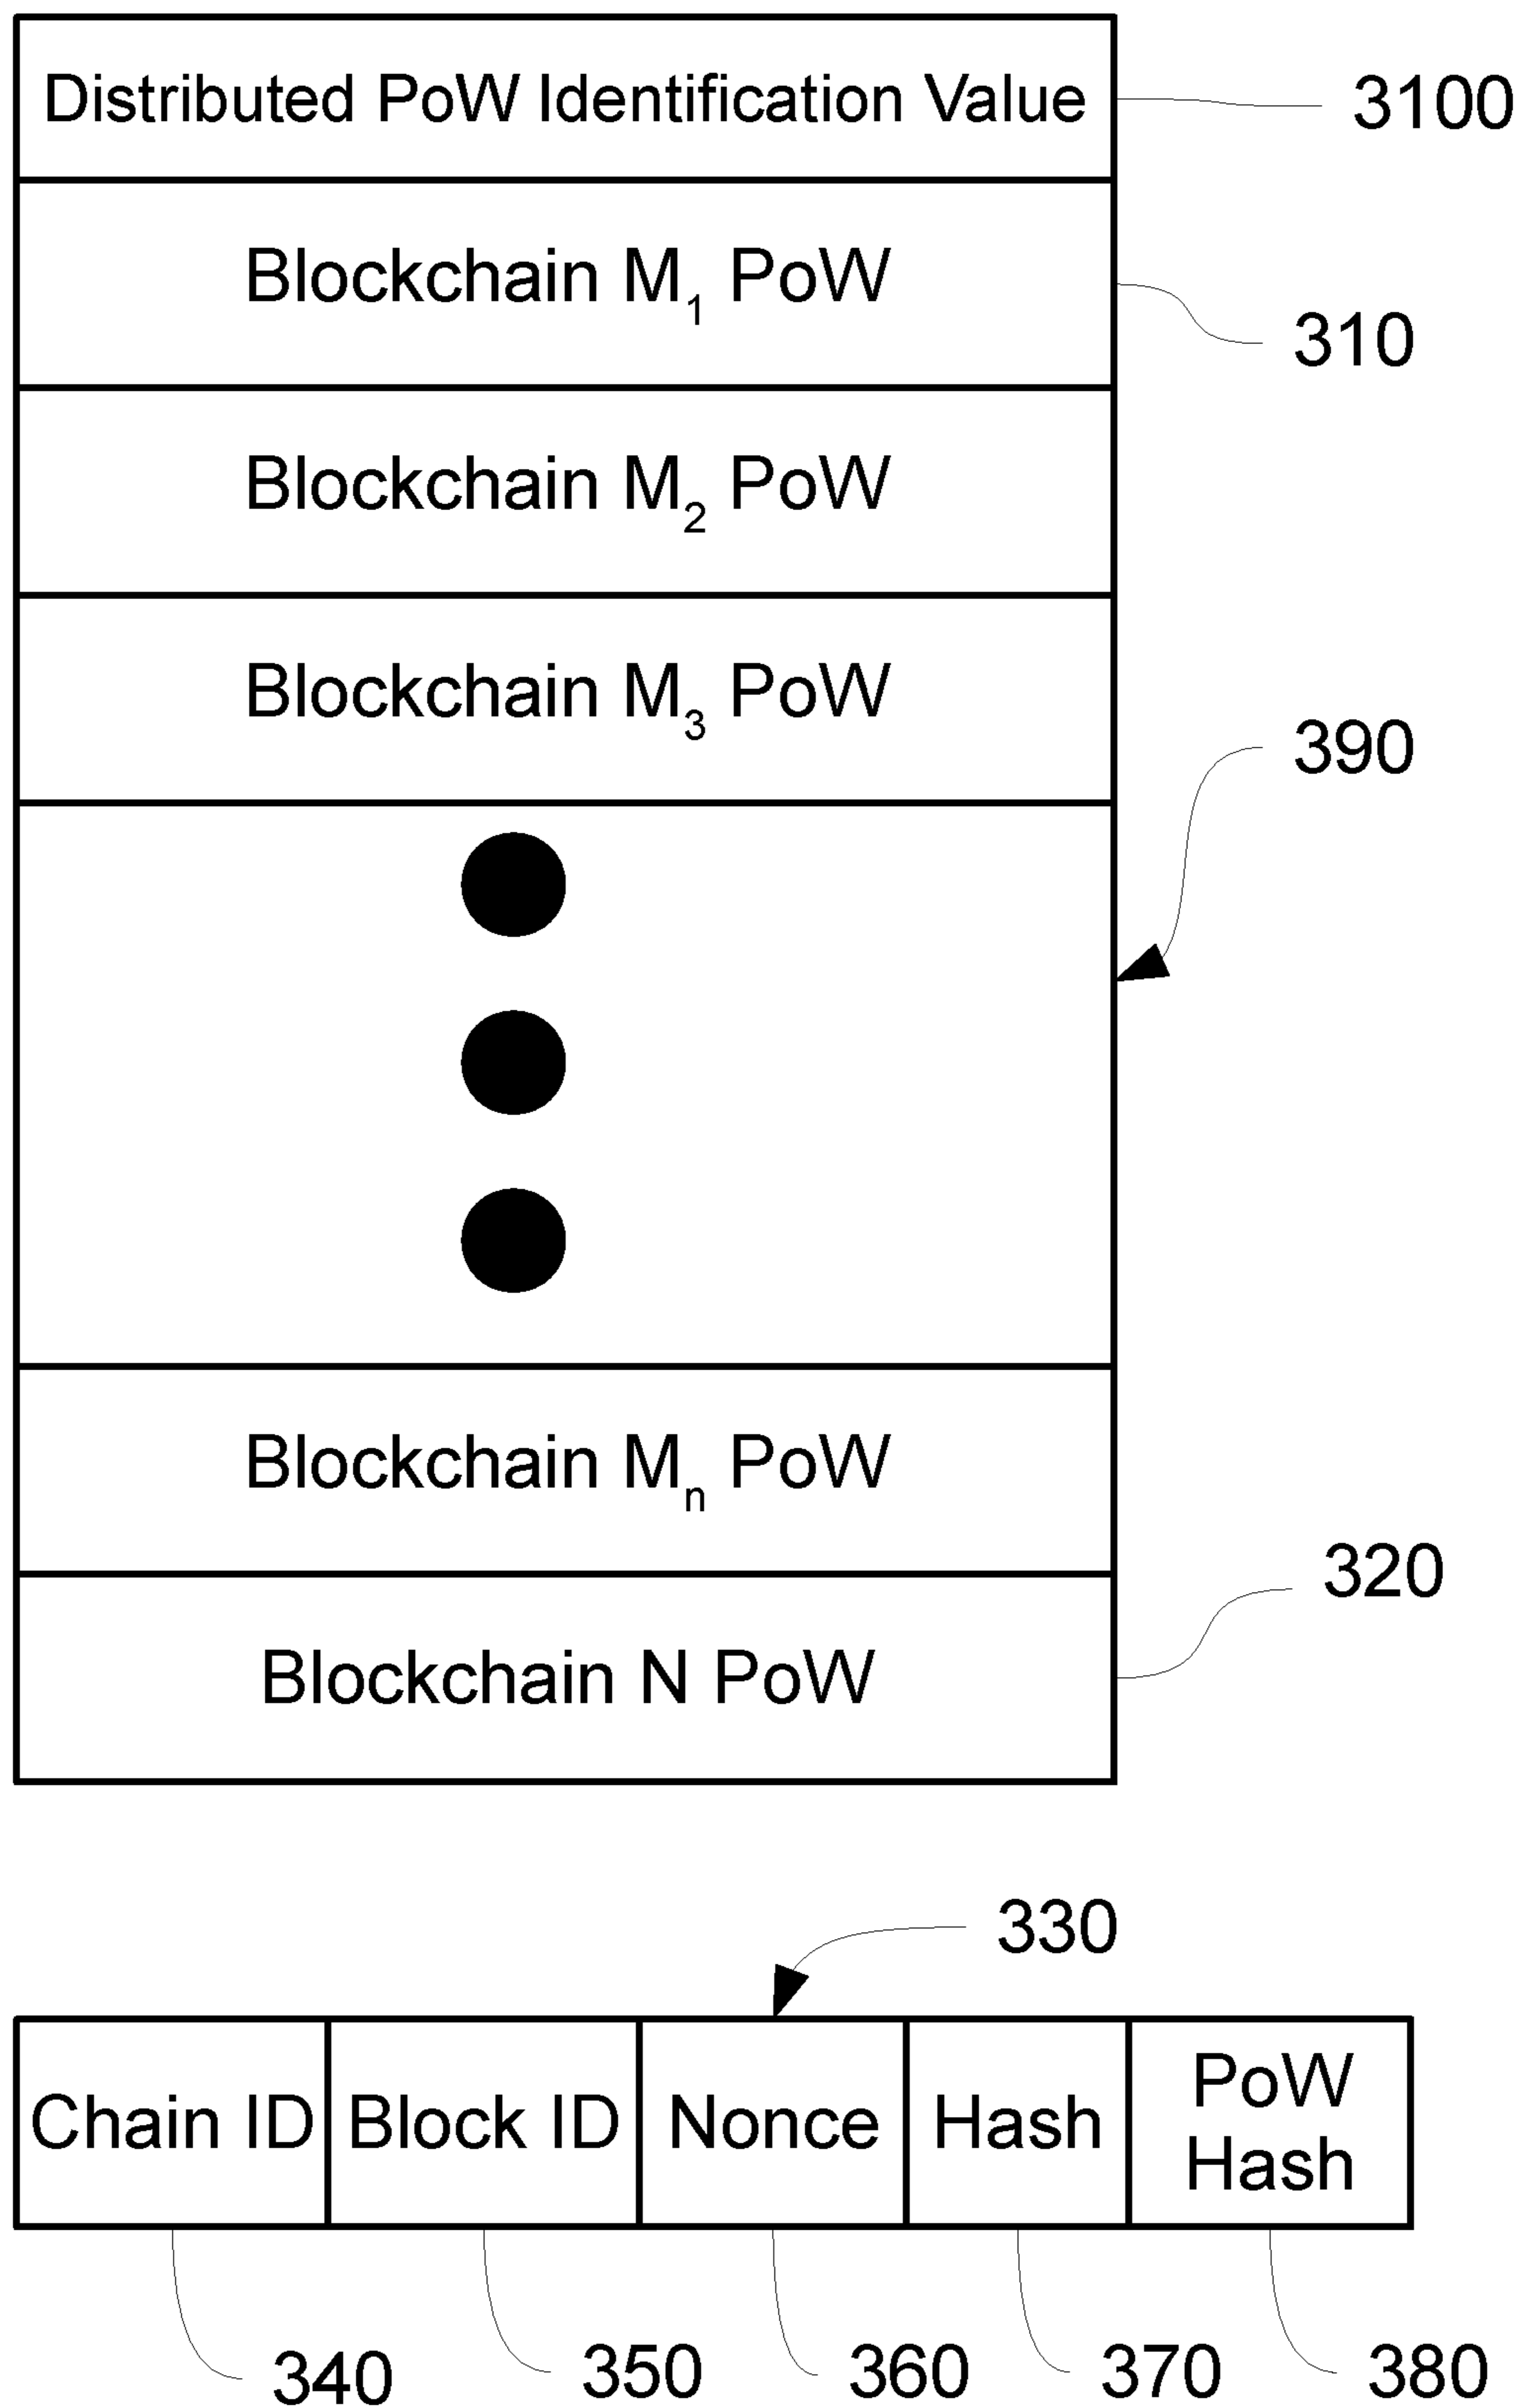 Distributed PoW Identification Value
3100
Blockchain M₁ PoW
310
Blockchain M₂ PoW
Blockchain M₃ PoW
390
Blockchain Mₙ PoW
320
Blockchain N PoW
330
Chain ID
Block ID
Nonce
Hash
PoW
Hash
340
350
360
370
380